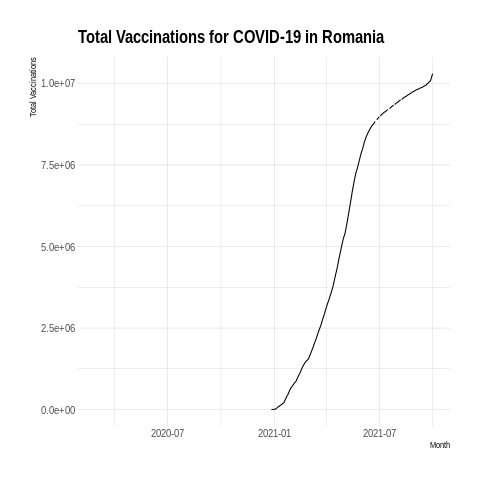 Total Vaccinations for COVID-19 in Romania
Total Vaccinations
1.0e+07
7.5e+06
5.0e+06
2.5e+06
0.0e+00
2020-07
2021-01
2021-07
Month